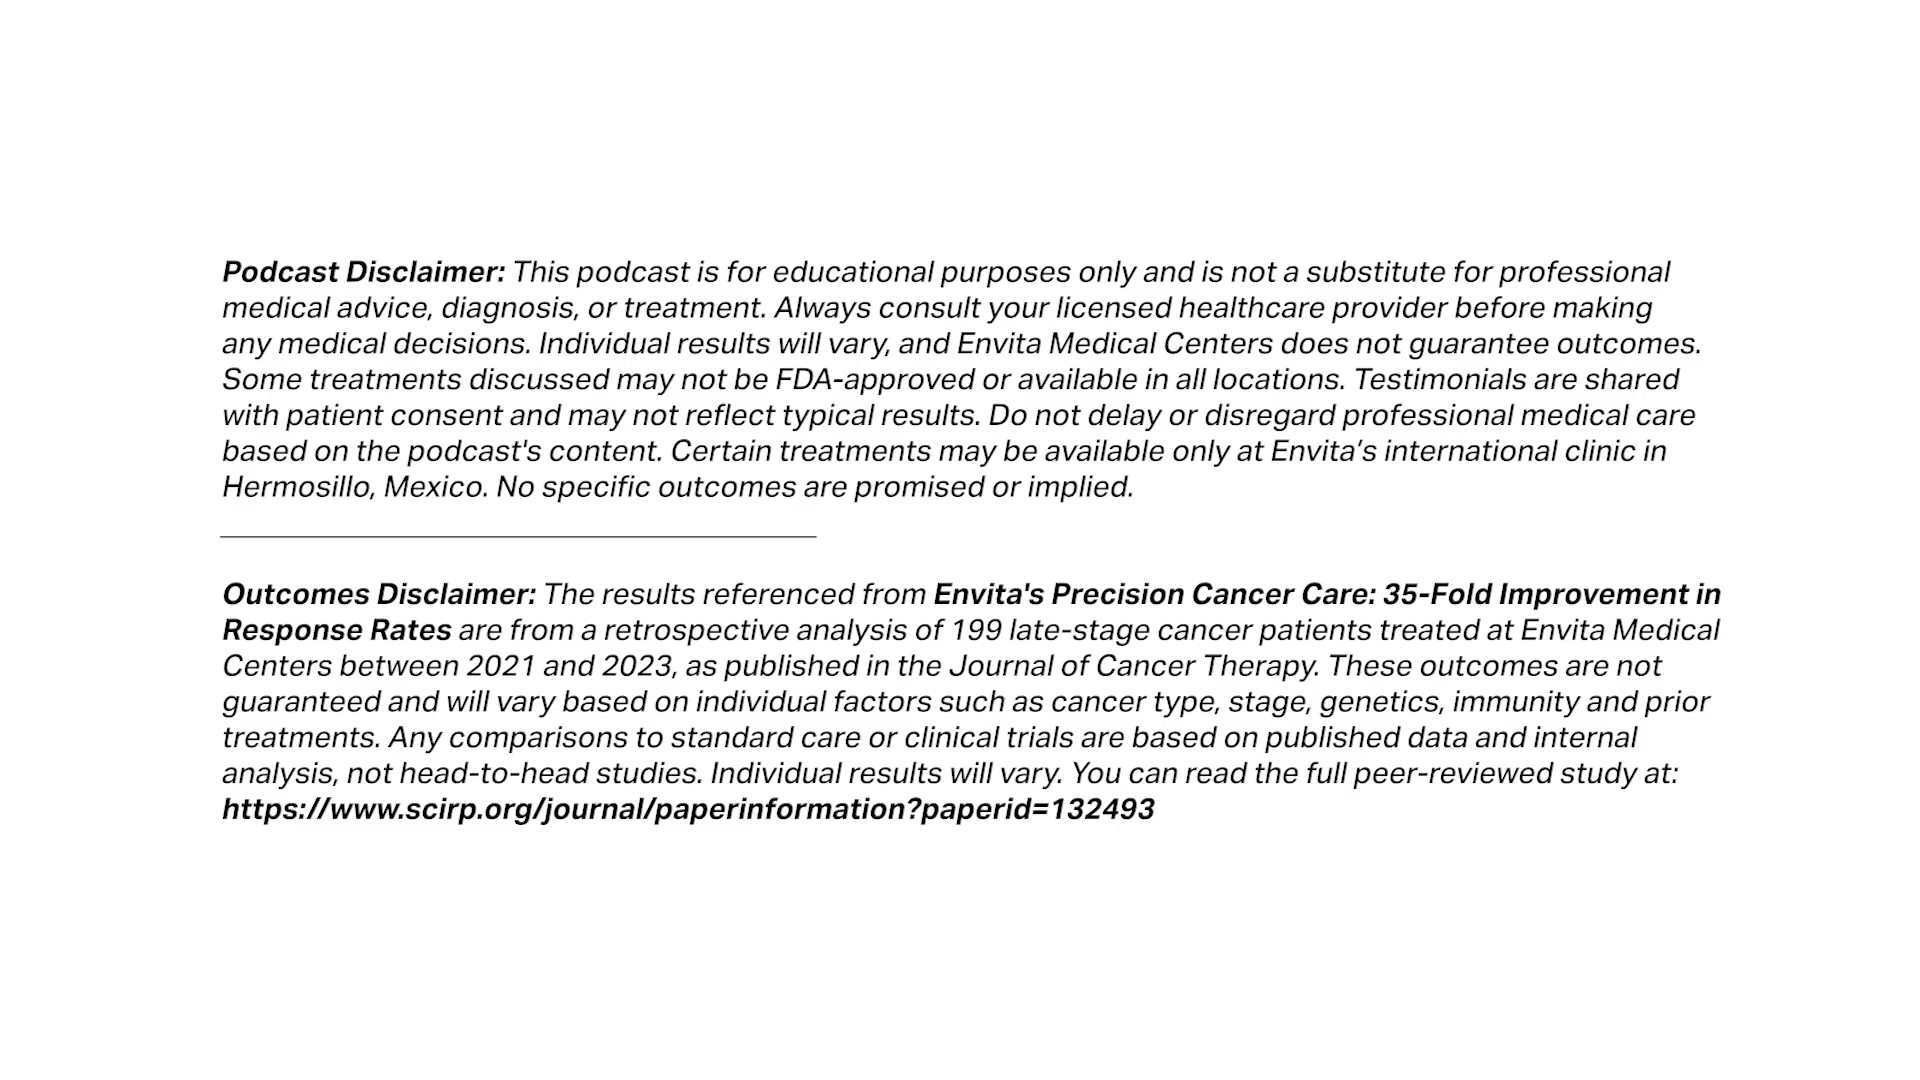 Podcast Disclaimer: This podcast is for educational purposes only and is not a substitute for professional
medical advice, diagnosis, or treatment. Always consult your licensed healthcare provider before making
any medical decisions. Individual results will vary, and Envita Medical Centers does not guarantee outcomes.
Some treatments discussed may not be FDA-approved or available in all locations. Testimonials are shared
with patient consent and may not reflect typical results. Do not delay or disregard professional medical care
based on the podcast's content. Certain treatments may be available only at Envita’s international clinic in
Hermosillo, Mexico. No specific outcomes are promised or implied.
Outcomes Disclaimer: The results referenced from Envita's Precision Cancer Care: 35-Fold Improvement in
Response Rates are from a retrospective analysis of 199 late-stage cancer patients treated at Envita Medical
Centers between 2021 and 2023, as published in the Journal of Cancer Therapy. These outcomes are not
guaranteed and will vary based on individual factors such as cancer type, stage, genetics, immunity and prior
treatments. Any comparisons to standard care or clinical trials are based on published data and internal
analysis, not head-to-head studies. Individual results will vary. You can read the full peer-reviewed study at:
https://www.scirp.org/journal/paperinformation?paperid=132493